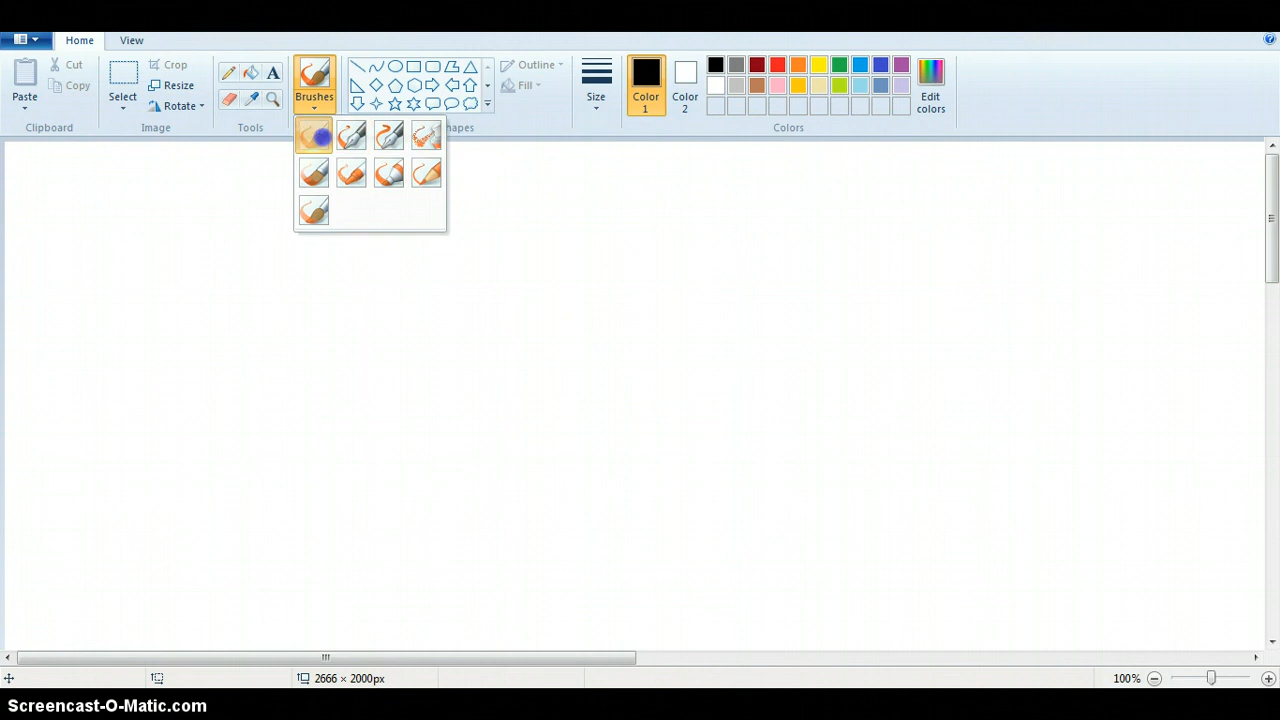 Home View
Cut
Copy
Paste
Clipboard
Crop
Resize
Rotate
Select
Image
A
Tools
Brushes
Outline
Fill
hapes
Size
Color
1
Color
2
Edit
colors
Colors
2666 × 2000px
100%
Screencast-O-Matic.com